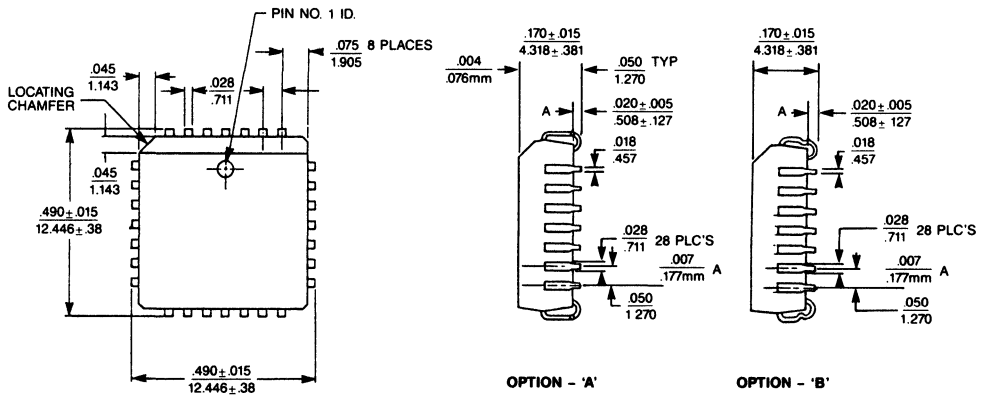 PIN NO. 1 ID.
.075 8 PLACES
1.905
.045
1.143
.028
.711
LOCATING
CHAMFER
.045
1.143
.490±.015
12.446±.38
.490±.015
12.446±.38
.170±.015
4.318±.381
.004
.076mm
.050 TYP
1.270
A
.020±.005
.508±.127
.018
.457
.028 28 PLC'S
.711
.007 A
.177mm
.050
1 270
OPTION – 'A'
.170±.015
4.318±.381
A
.020±.005
.508± 127
.018
.457
.028 28 PLC'S
.711
.007 A
.177mm
.050
1.270
OPTION – 'B'